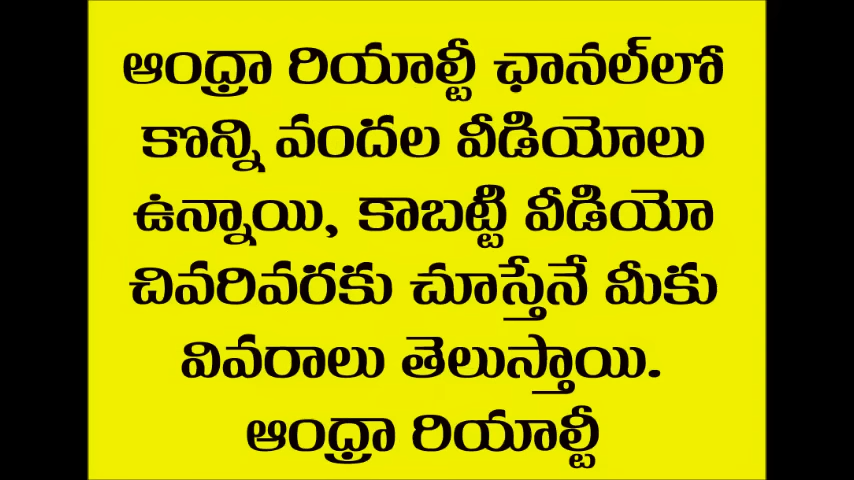 ఆంధ్రా రియాల్టీ ఛానల్‌లో
కొన్ని వందల వీడియోలు
ఉన్నాయి, కాబట్టి వీడియో
చివరివరకు చూస్తేనే మీకు
వివరాలు తెలుస్తాయి.
ఆంధ్రా రియాల్టీ